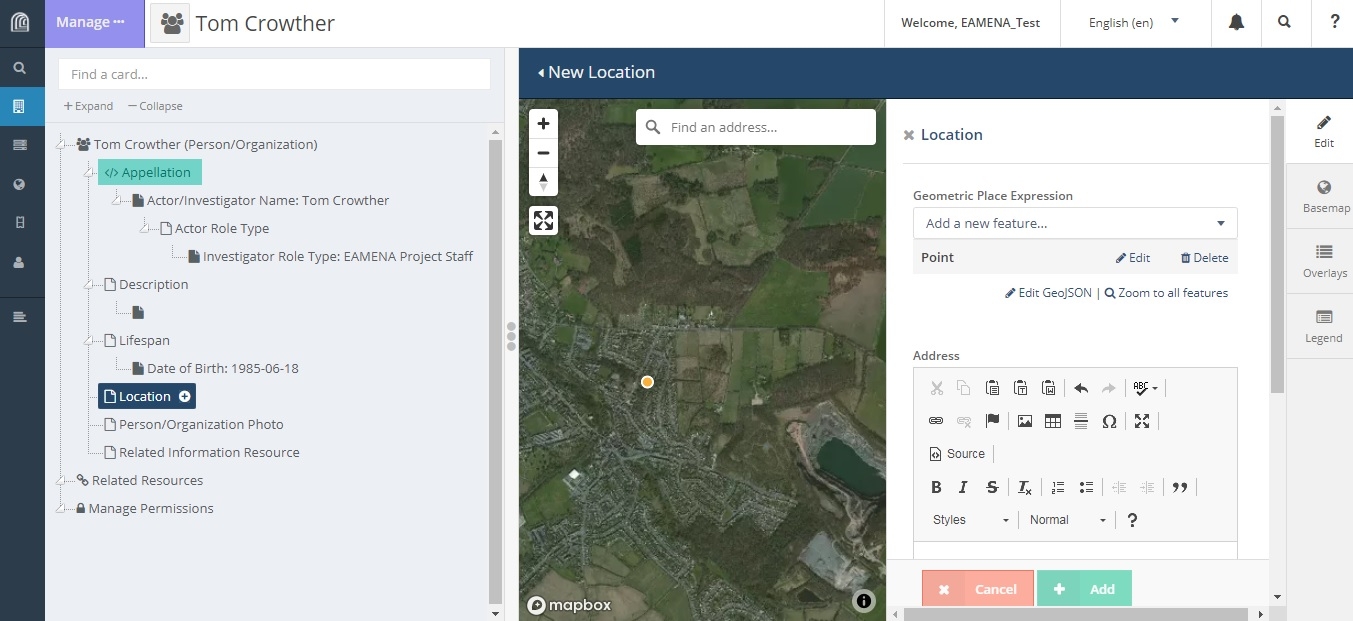 Manage
Tom Crowther
Welcome, EAMENA_Test
English (en)
?
Find a card...
+ Expand
− Collapse
Tom Crowther (Person/Organization)
</> Appellation
Actor/Investigator Name: Tom Crowther
Actor Role Type
Investigator Role Type: EAMENA Project Staff
Description
Lifespan
Date of Birth: 1985-06-18
Location
Person/Organization Photo
Related Information Resource
Related Resources
Manage Permissions
New Location
Find an address...
mapbox
Location
Geometric Place Expression
Add a new feature...
Point
Edit
Delete
Edit GeoJSON | Zoom to all features
Address
ABC
Source
B I S Tx
Styles
Normal
?
Cancel
Add
Edit
Basemap
Overlays
Legend